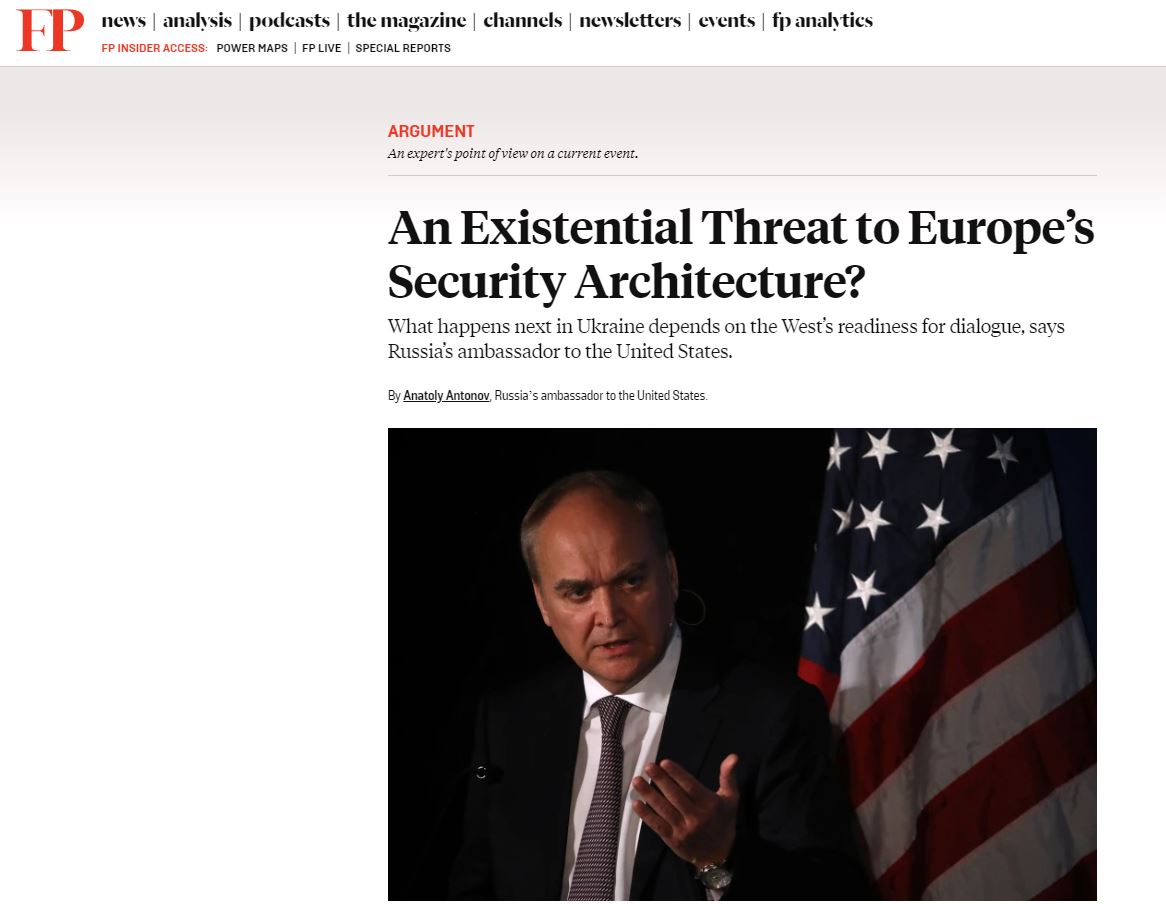 FP
news | analysis | podcasts | the magazine | channels | newsletters | events | fp analytics
FP INSIDER ACCESS: POWER MAPS | FP LIVE | SPECIAL REPORTS
ARGUMENT
An expert's point of view on a current event.
An Existential Threat to Europe’s
Security Architecture?
What happens next in Ukraine depends on the West’s readiness for dialogue, says
Russia’s ambassador to the United States.
By Anatoly Antonov, Russia’s ambassador to the United States.